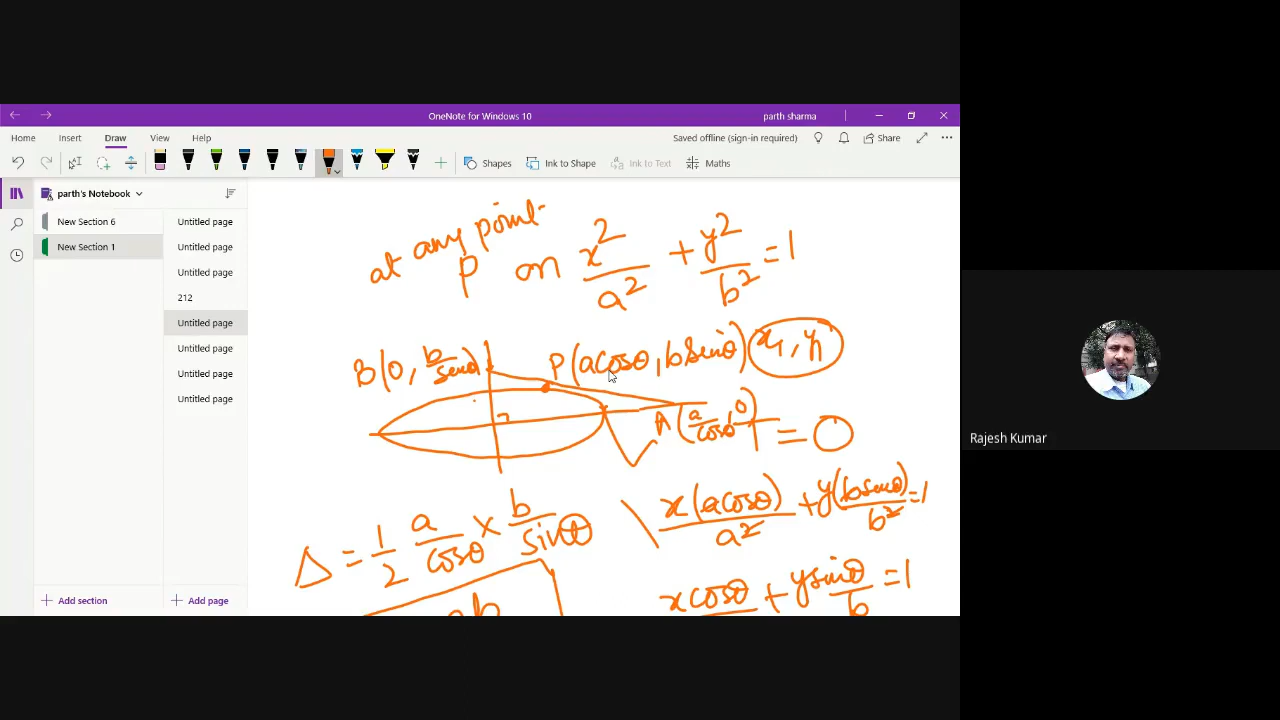 OneNote for Windows 10
parth sharma
Home Insert Draw View Help
Saved offline (sign-in required)
Share
Shapes Ink to Shape Ink to Text Maths
parth's Notebook
New Section 6
New Section 1
Untitled page
Untitled page
Untitled page
212
Untitled page
Untitled page
Untitled page
Untitled page
Add section
Add page
at any point
P on x²/a² + y²/b² = 1
B(0, b/sinθ) P(acosθ, bsinθ) (x₁, y₁)
A(a/cosθ, 0)
T = 0
x(acosθ)/a² + y(bsinθ)/b² = 1
Δ = 1/2 a/cosθ × b/sinθ
xcosθ + ysinθ/b = 1
ab
Rajesh Kumar